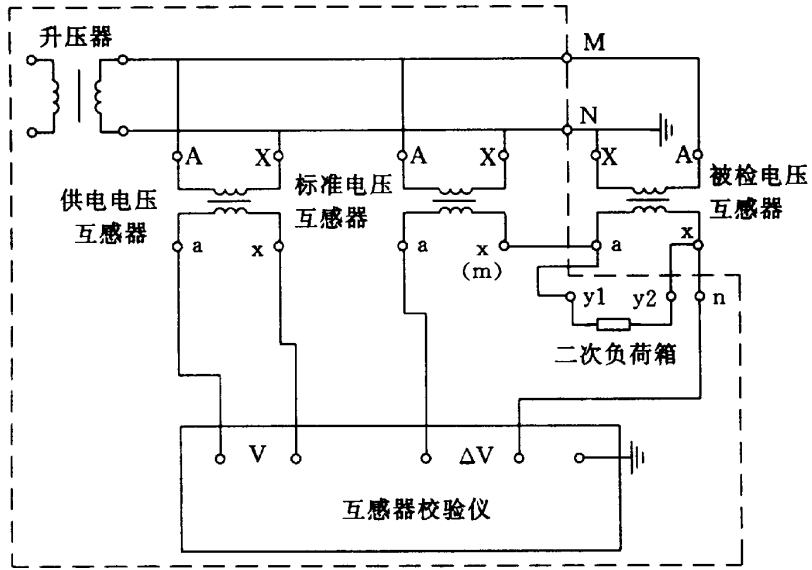 升压器
M
N
A X A X X A
供电电压
互感器
标准电压
互感器
被检电压
互感器
a x a x a x
(m)
y1 y2 n
二次负荷箱
V ΔV
互感器校验仪